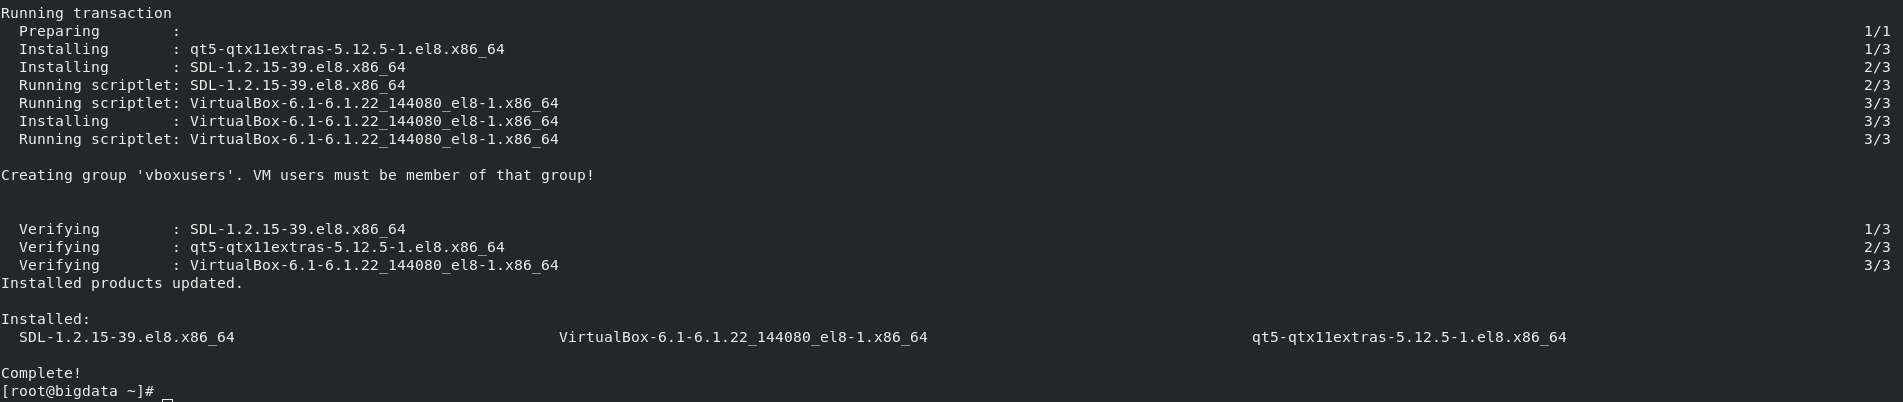 Running transaction
  Preparing        :                                                        1/1
  Installing       : qt5-qtx11extras-5.12.5-1.el8.x86_64                    1/3
  Installing       : SDL-1.2.15-39.el8.x86_64                               2/3
  Running scriptlet: SDL-1.2.15-39.el8.x86_64                               2/3
  Running scriptlet: VirtualBox-6.1-6.1.22_144080_el8-1.x86_64              3/3
  Installing       : VirtualBox-6.1-6.1.22_144080_el8-1.x86_64              3/3
  Running scriptlet: VirtualBox-6.1-6.1.22_144080_el8-1.x86_64              3/3
Creating group 'vboxusers'. VM users must be member of that group!
  Verifying        : SDL-1.2.15-39.el8.x86_64                               1/3
  Verifying        : qt5-qtx11extras-5.12.5-1.el8.x86_64                    2/3
  Verifying        : VirtualBox-6.1-6.1.22_144080_el8-1.x86_64              3/3
Installed products updated.
Installed:
  SDL-1.2.15-39.el8.x86_64    VirtualBox-6.1-6.1.22_144080_el8-1.x86_64    qt5-qtx11extras-5.12.5-1.el8.x86_64
Complete!
[root@bigdata ~]#